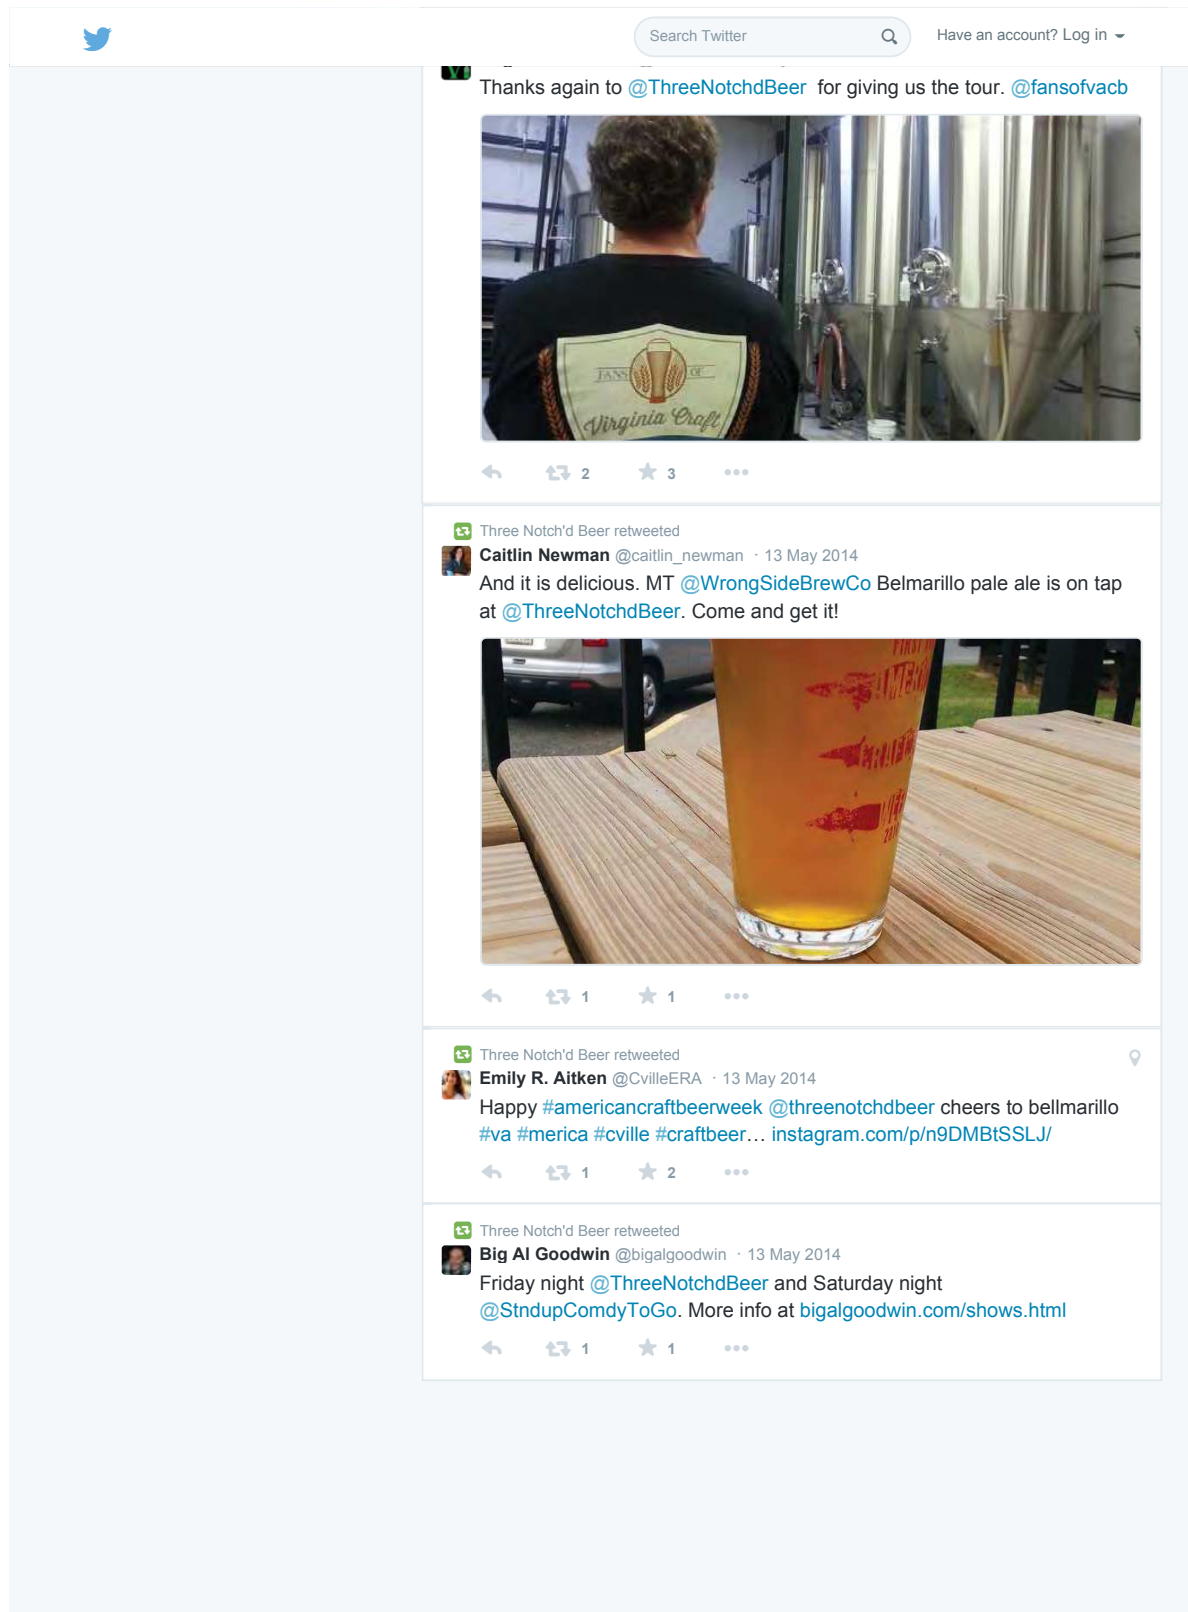 Search Twitter
Have an account? Log in
Thanks again to @ThreeNotchdBeer for giving us the tour. @fansofvacb
FANS OF
Virginia Craft
2 3
Three Notch'd Beer retweeted
Caitlin Newman @caitlin_newman · 13 May 2014
And it is delicious. MT @WrongSideBrewCo Belmarillo pale ale is on tap
at @ThreeNotchdBeer. Come and get it!
1 1
Three Notch'd Beer retweeted
Emily R. Aitken @CvilleERA · 13 May 2014
Happy #americancraftbeerweek @threenotchdbeer cheers to bellmarillo
#va #merica #cville #craftbeer… instagram.com/p/n9DMBtSSLJ/
1 2
Three Notch'd Beer retweeted
Big Al Goodwin @bigalgoodwin · 13 May 2014
Friday night @ThreeNotchdBeer and Saturday night
@StndupComdyToGo. More info at bigalgoodwin.com/shows.html
1 1